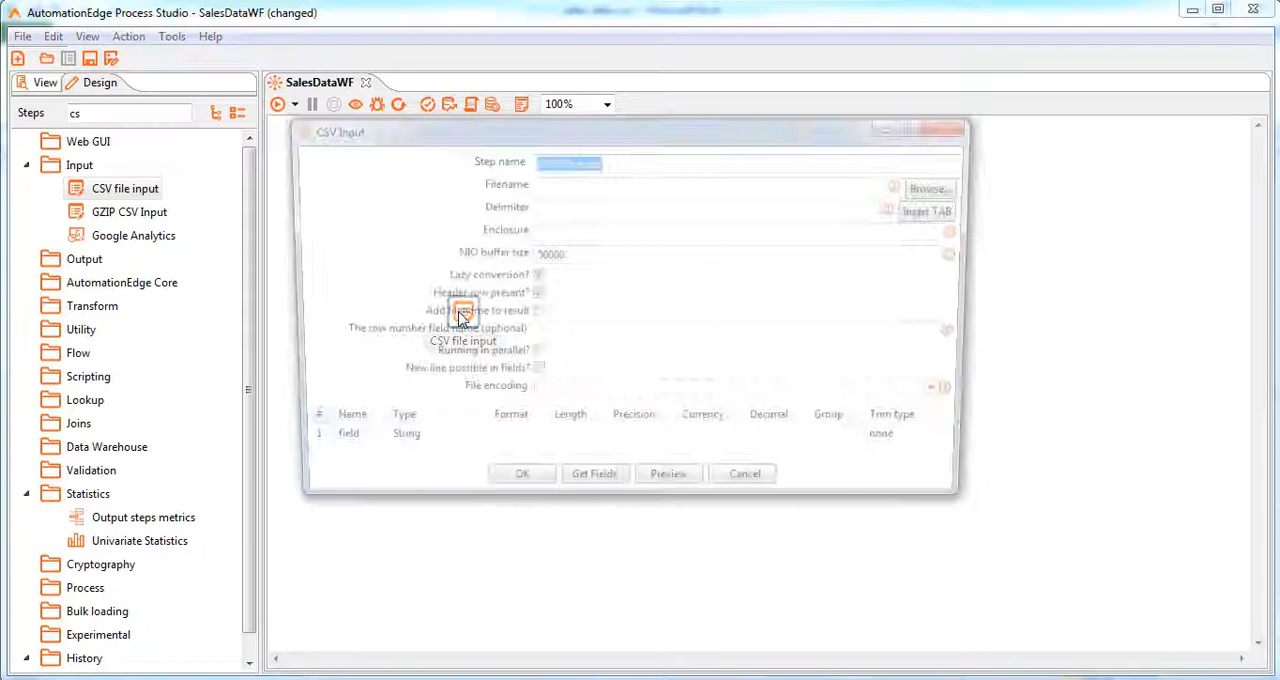 AutomationEdge Process Studio - SalesDataWF (changed)
File Edit View Action Tools Help
View Design
Steps cs
Web GUI
Input
CSV file input
GZIP CSV Input
Google Analytics
Output
AutomationEdge Core
Transform
Utility
Flow
Scripting
Lookup
Joins
Data Warehouse
Validation
Statistics
Output steps metrics
Univariate Statistics
Cryptography
Process
Bulk loading
Experimental
History
SalesDataWF
100%
CSV Input
Step name
Filename Browse...
Delimiter Insert TAB
Enclosure
NIO buffer size 50000
Lazy conversion?
Header row present?
to result
The row number field name (optional)
CSV file input
Running in parallel?
New line possible in fields?
File encoding
# Name Type Format Length Precision Currency Decimal Group Trim type
1 field String none
OK Get Fields Preview Cancel